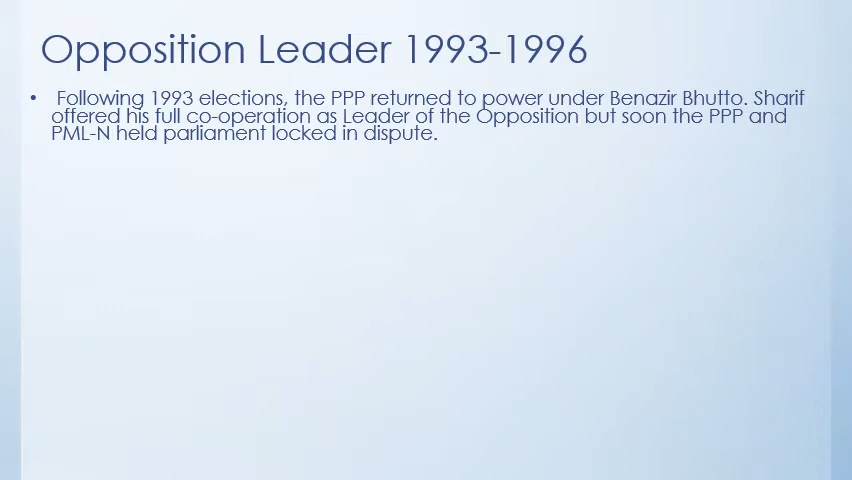 Opposition Leader 1993-1996
• Following 1993 elections, the PPP returned to power under Benazir Bhutto. Sharif
offered his full co-operation as Leader of the Opposition but soon the PPP and
PML-N held parliament locked in dispute.